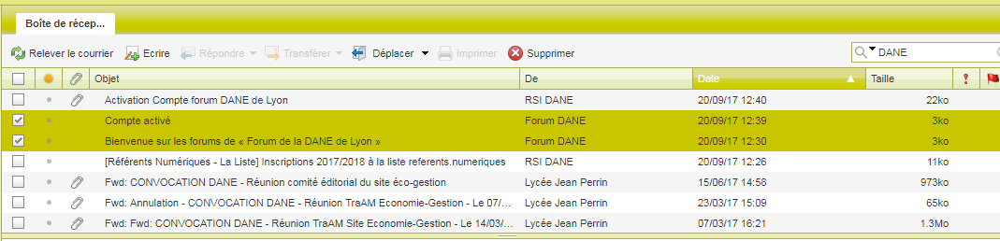 Boîte de récep...
Relever le courrier Ecrire Répondre Transférer Déplacer Imprimer Supprimer DANE
Objet De Date Taille
Activation Compte forum DANE de Lyon RSI DANE 20/09/17 12:40 22ko
Compte activé Forum DANE 20/09/17 12:39 3ko
Bienvenue sur les forums de « Forum de la DANE de Lyon » Forum DANE 20/09/17 12:30 3ko
[Référents Numériques - La Liste] Inscriptions 2017/2018 à la liste referents.numeriques RSI DANE 20/09/17 12:26 11ko
Fwd: CONVOCATION DANE - Réunion comité éditorial du site éco-gestion Lycée Jean Perrin 15/06/17 14:58 973ko
Fwd: Annulation - CONVOCATION DANE - Réunion TraAM Economie-Gestion - Le 07/... Lycée Jean Perrin 23/03/17 15:09 65ko
Fwd: Fwd: CONVOCATION DANE - Réunion TraAM Site Economie-Gestion - Le 14/03/... Lycée Jean Perrin 07/03/17 16:21 1.3Mo